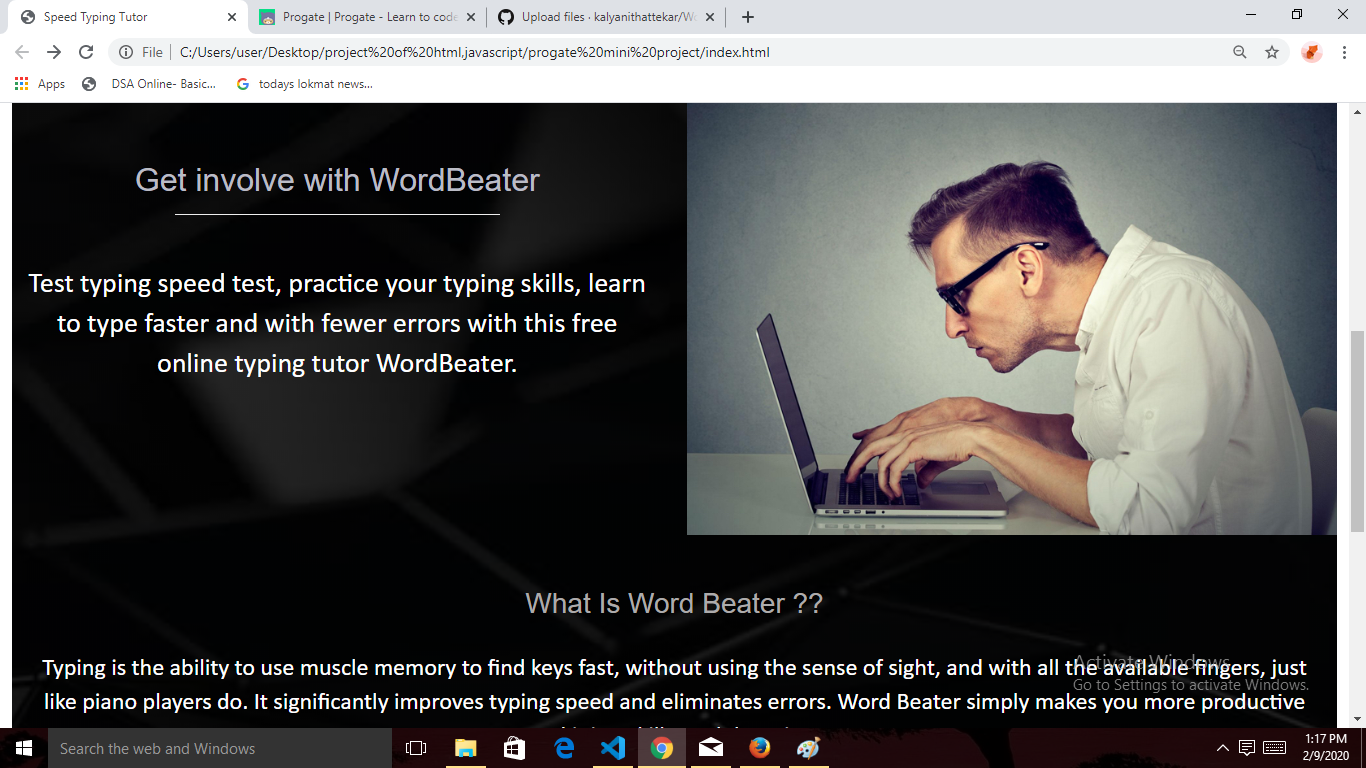 Speed Typing Tutor
Progate | Progate - Learn to code
Upload files · kalyanithattekar/Wo
File
C:/Users/user/Desktop/project%20of%20html,javascript/progate%20mini%20project/index.html
Apps
DSA Online- Basic...
todays lokmat news...
Get involve with WordBeater
Test typing speed test, practice your typing skills, learn
to type faster and with fewer errors with this free
online typing tutor WordBeater.
What Is Word Beater ??
Typing is the ability to use muscle memory to find keys fast, without using the sense of sight, and with all the available fingers, just
like piano players do. It significantly improves typing speed and eliminates errors. Word Beater simply makes you more productive
Activate Windows
Go to Settings to activate Windows.
Search the web and Windows
1:17 PM
2/9/2020